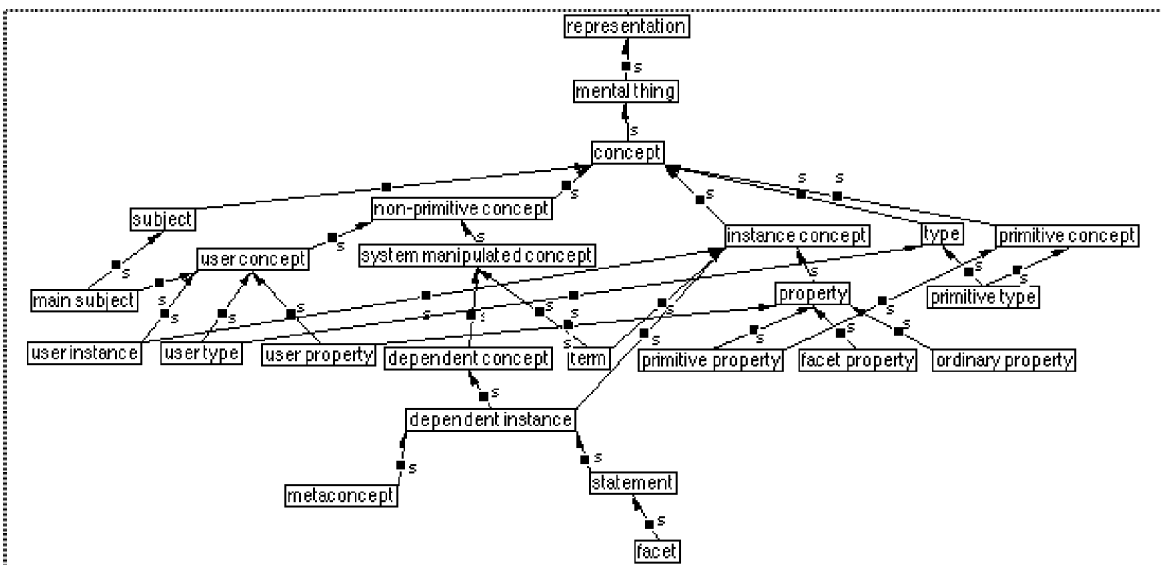 representation
s
mental thing
s
concept
s
s
s
s
subject
non-primitive concept
instance concept
type
primitive concept
s
s
s
user concept
system manipulated concept
s
s
s
main subject
s
property
primitive type
s
s
s
s
s
s
s
s
s
s
user instance
user type
user property
dependent concept
term
primitive property
facet property
ordinary property
s
s
s
s
s
dependent instance
s
s
metaconcept
statement
s
facet